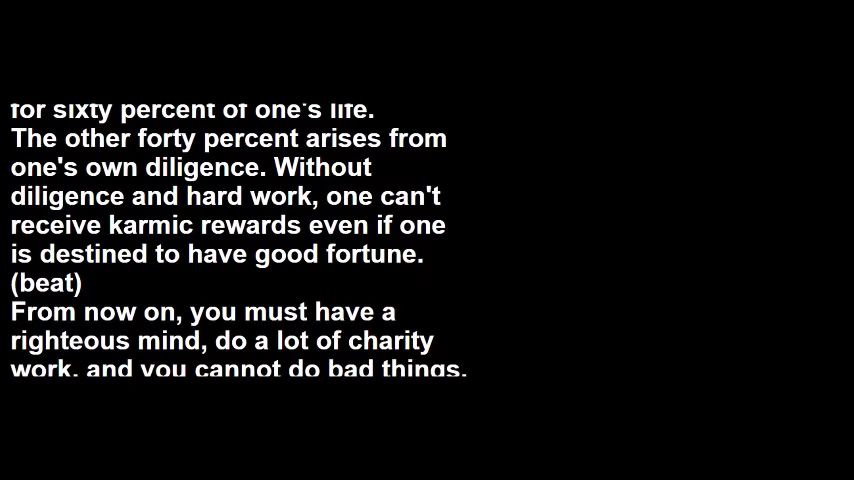 for sixty percent of one's life.
The other forty percent arises from
one's own diligence. Without
diligence and hard work, one can't
receive karmic rewards even if one
is destined to have good fortune.
(beat)
From now on, you must have a
righteous mind, do a lot of charity
work, and you cannot do bad things.